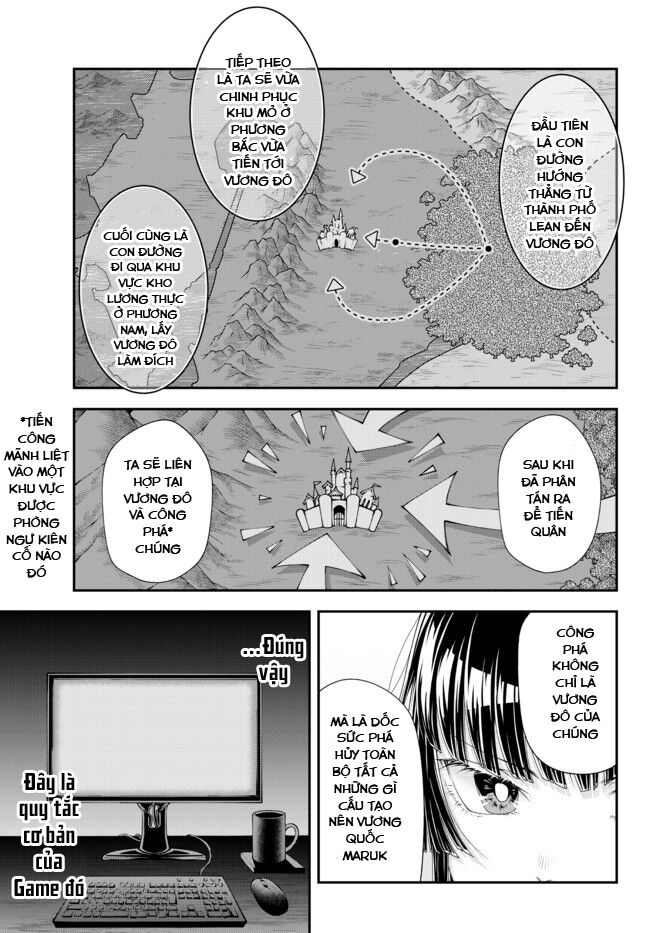 ĐẦU TIÊN
LÀ CON
ĐƯỜNG
HƯỚNG
THẲNG TỪ
THÀNH PHỐ
LEAN ĐẾN
VƯƠNG ĐÔ
TIẾP THEO
LÀ TA SẼ VỪA
CHINH PHỤC
KHU MỎ Ở
PHƯƠNG
BẮC VỪA
TIẾN TỚI
VƯƠNG ĐÔ
CUỐI CÙNG LÀ
CON ĐƯỜNG
ĐI QUA KHU
VỰC KHO
LƯƠNG THỰC
Ở PHƯƠNG
NAM, LẤY
VƯƠNG ĐÔ
LÀM ĐÍCH
SAU KHI
ĐÃ PHÂN
TÁN RA
ĐỂ TIẾN
QUÂN
TA SẼ LIÊN
HỢP TẠI
VƯƠNG ĐÔ
VÀ CÔNG
PHÁ*
CHÚNG
*TIẾN
CÔNG
MÃNH LIỆT
VÀO MỘT
KHU VỰC
ĐƯỢC
PHÒNG
NGỰ KIÊN
CỐ NÀO
ĐÓ
CÔNG
PHÁ
KHÔNG
CHỈ LÀ
VƯƠNG
ĐÔ CỦA
CHÚNG
MÀ LÀ DỐC
SỨC PHÁ
HỦY TOÀN
BỘ TẤT CẢ
NHỮNG GÌ
CẤU TẠO
NÊN VƯƠNG
QUỐC
MARUK
...Đúng
vậy
Đây là
quy tắc
cơ bản
của
Game đó